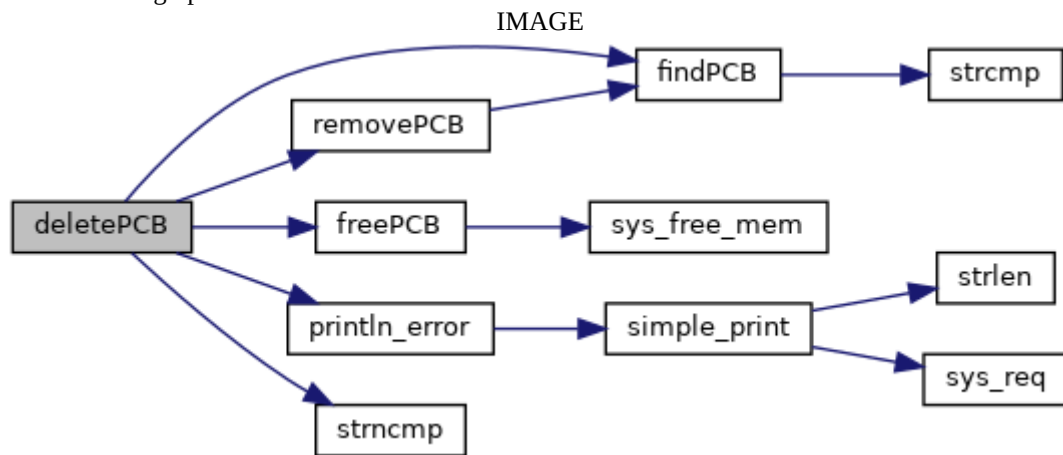 IMAGE
findPCB
strcmp
removePCB
deletePCB
freePCB
sys_free_mem
strlen
println_error
simple_print
sys_req
strncmp